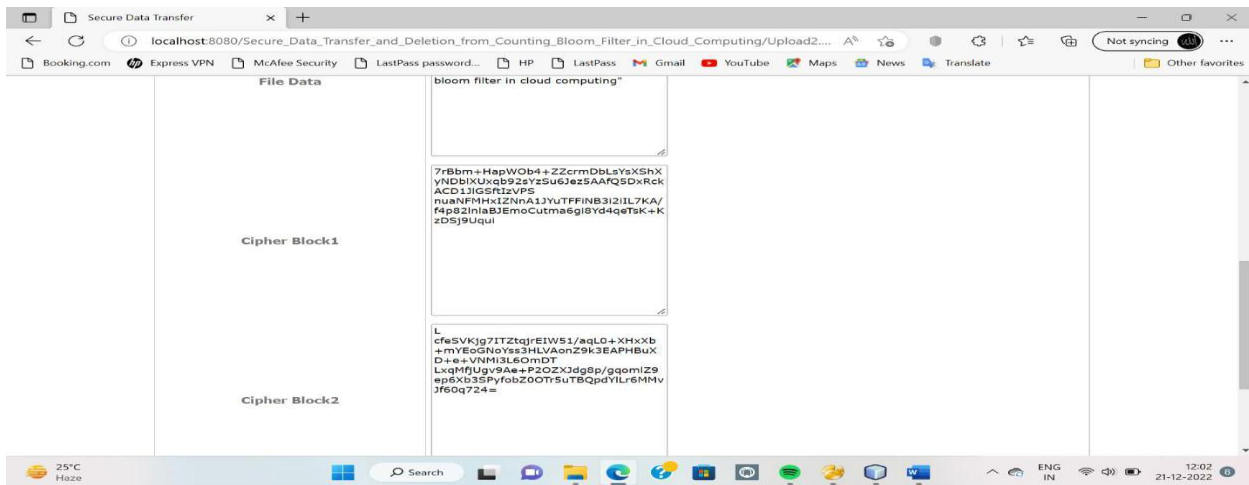 Secure Data Transfer
localhost:8080/Secure_Data_Transfer_and_Deletion_from_Counting_Bloom_Filter_in_Cloud_Computing/Upload2....
Not syncing
Booking.com Express VPN McAfee Security LastPass password... HP LastPass Gmail YouTube Maps News Translate Other favorites
File Data
bloom filter in cloud computing"
7rBbm+HapWOb4+ZZcrmDbLsYsXShX
yNDblXUxqb92sYzSu6Jez5AAfQ5DxRck
ACD1JlGSftIzVPS
nuaNFMHxIZNnA1JYuTFFiNB3i2iIL7KA/
f4p82lnlaBJEmoCutma6gl8Yd4qeTsK+K
zDSj9Uqui
Cipher Block1
L
cfeSVKjg7ITZtqjrEIW51/aqL0+XHxXb
+mYEoGNoYss3HLVAonZ9k3EAPHBuX
D+e+VNMi3L6OmDT
LxqMfJUgv9Ae+P2OZXJdg8p/gqomlZ9
ep6Xb3SPyfobZ0OTr5uTBQpdYlLr6MMv
Jf60q724=
Cipher Block2
25°C
Haze
Search
ENG
IN
12:02
21-12-2022
8